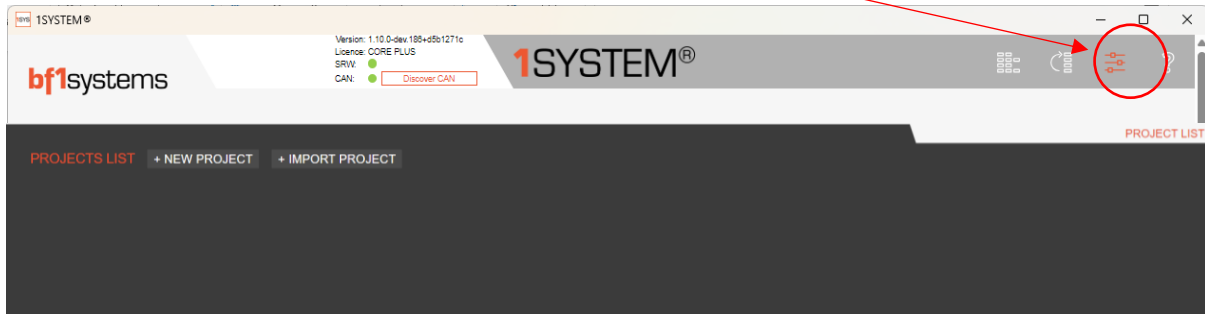 1SYS 1SYSTEM®
Version: 1.10.0-dev.186+d5b1271c
Licence: CORE PLUS
SRW:
CAN: Discover CAN
bf1systems
1SYSTEM®
PROJECT LIST
PROJECTS LIST + NEW PROJECT + IMPORT PROJECT